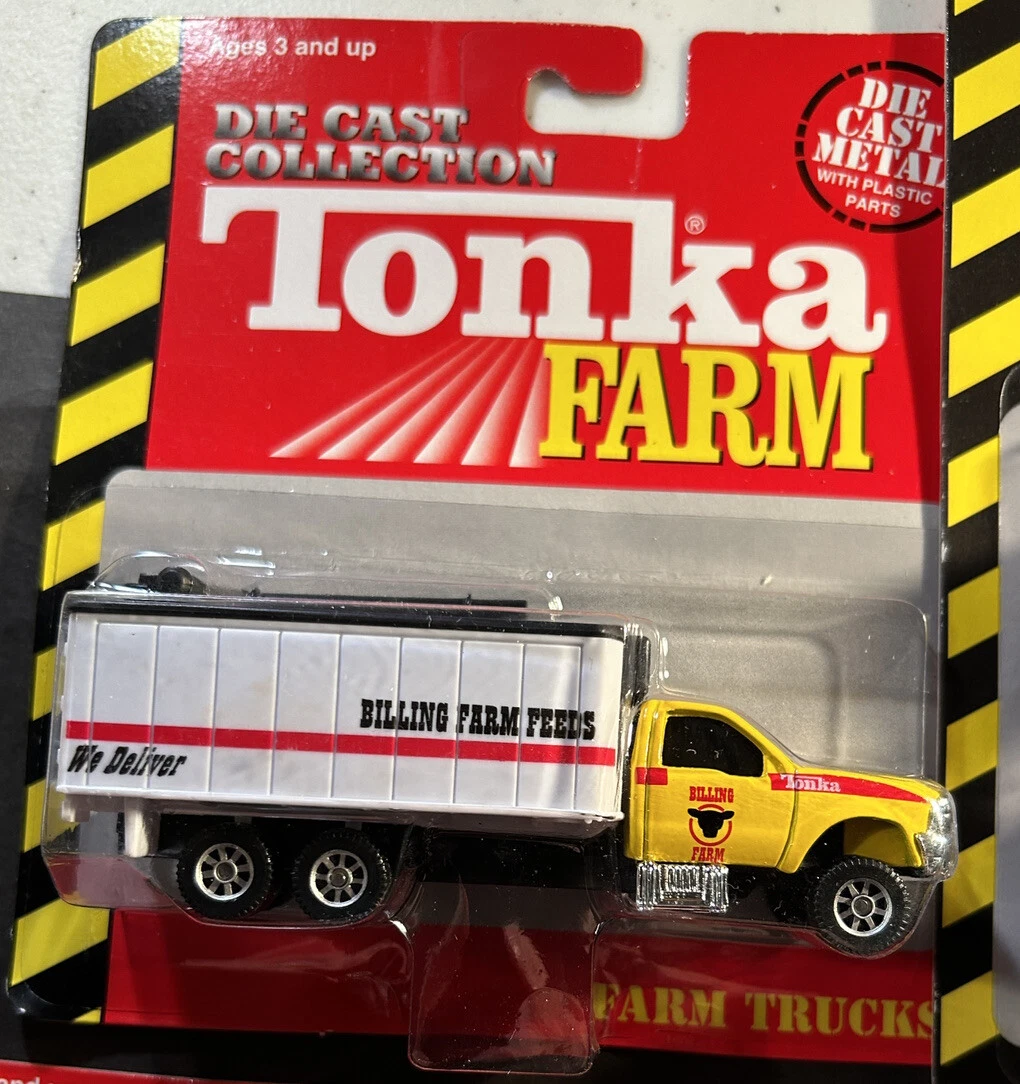 Ages 3 and up
DIE CAST
COLLECTION
Tonka®
FARM
DIE
CAST
METAL
WITH PLASTIC
PARTS
BILLING FARM FEEDS
We Deliver
Tonka
BILLING
FARM
FARM TRUCKS
and